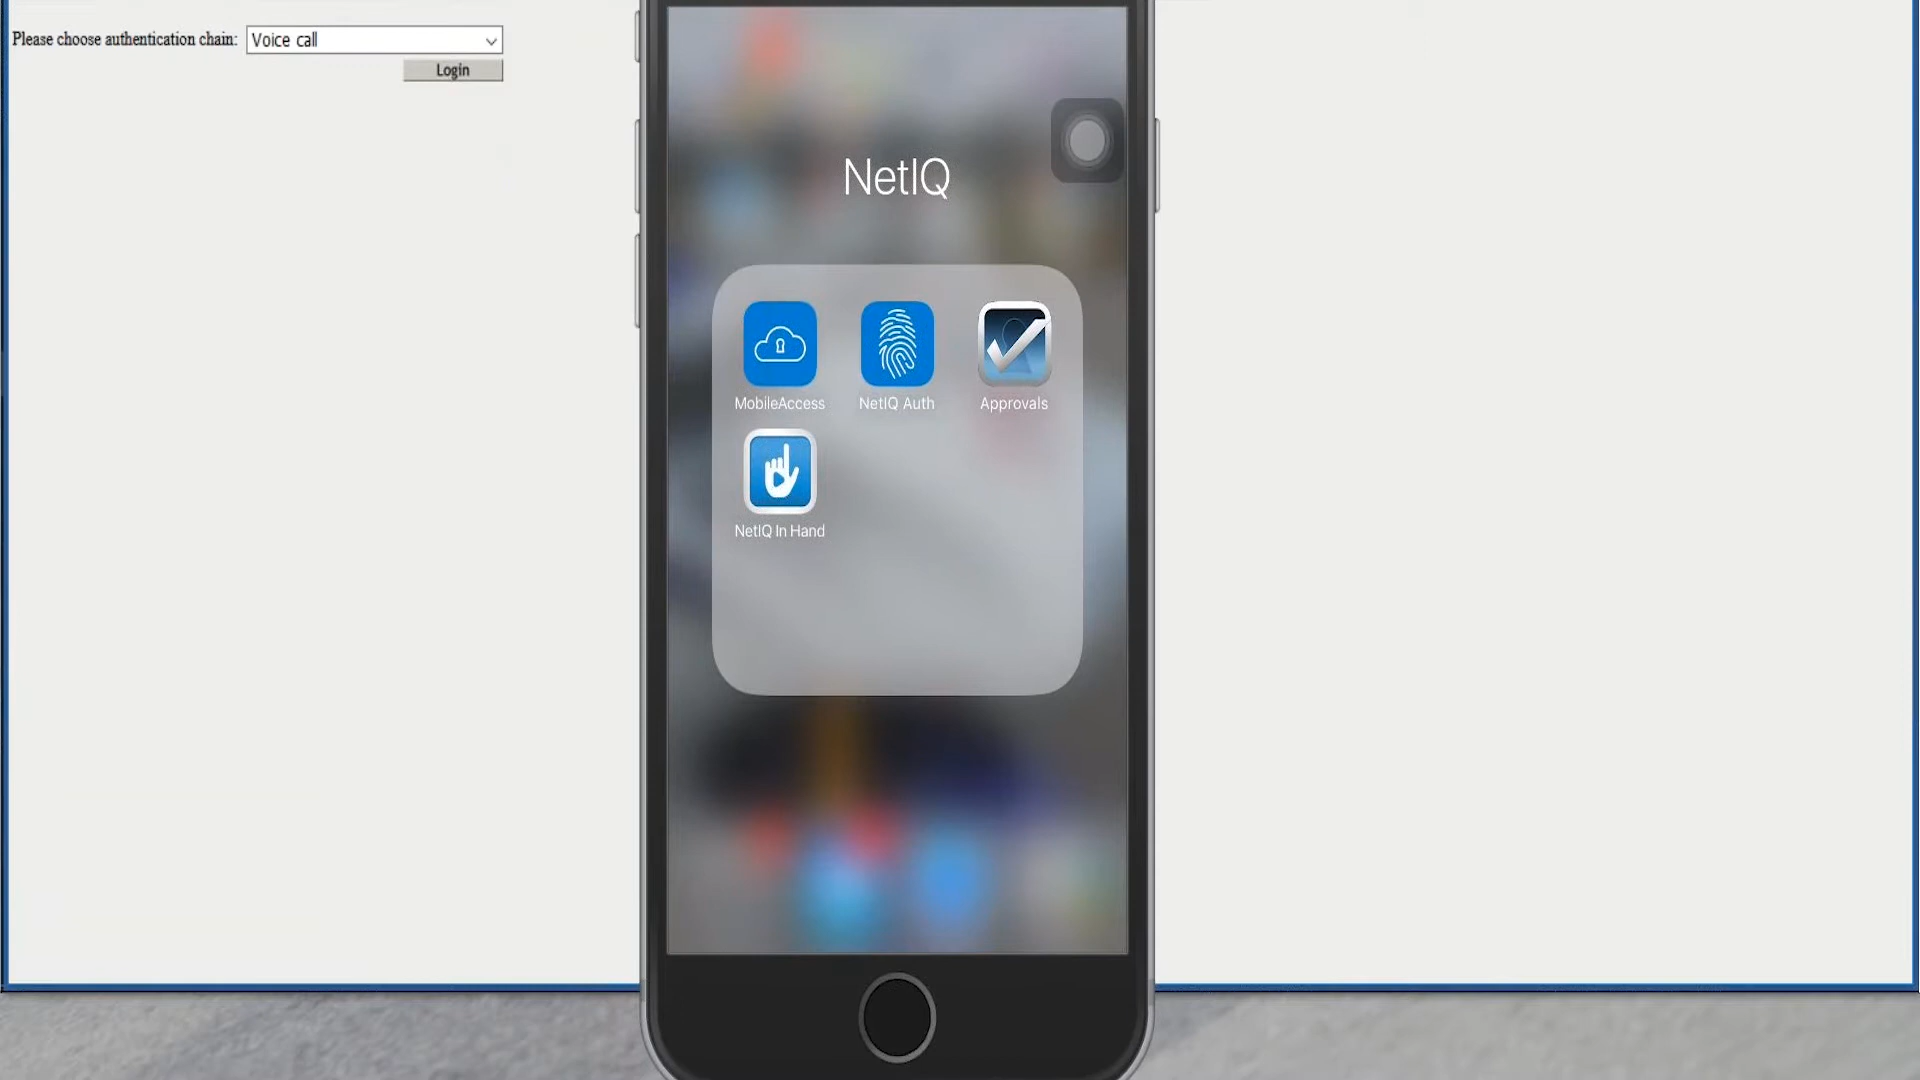 Please choose authentication chain: Voice call
Login
NetIQ
MobileAccess NetIQ Auth Approvals
NetIQ In Hand